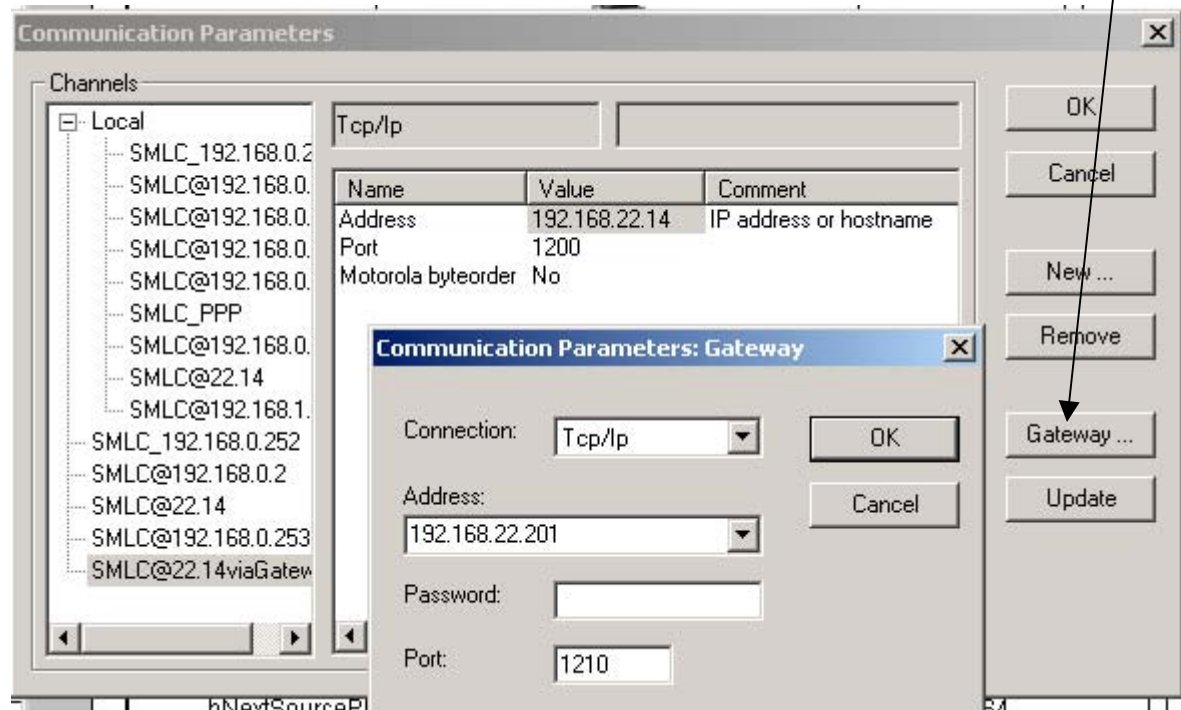 Communication Parameters
Channels
Local
SMLC_192.168.0.2
SMLC@192.168.0.
SMLC@192.168.0.
SMLC@192.168.0.
SMLC@192.168.0.
SMLC_PPP
SMLC@192.168.0.
SMLC@22.14
SMLC@192.168.1.
SMLC_192.168.0.252
SMLC@192.168.0.2
SMLC@22.14
SMLC@192.168.0.253
SMLC@22.14viaGatew
Tcp/Ip
Name Value Comment
Address 192.168.22.14 IP address or hostname
Port 1200
Motorola byteorder No
OK
Cancel
New ...
Remove
Gateway ...
Update
Communication Parameters: Gateway
Connection: Tcp/Ip
OK
Address:
Cancel
192.168.22.201
Password:
Port: 1210